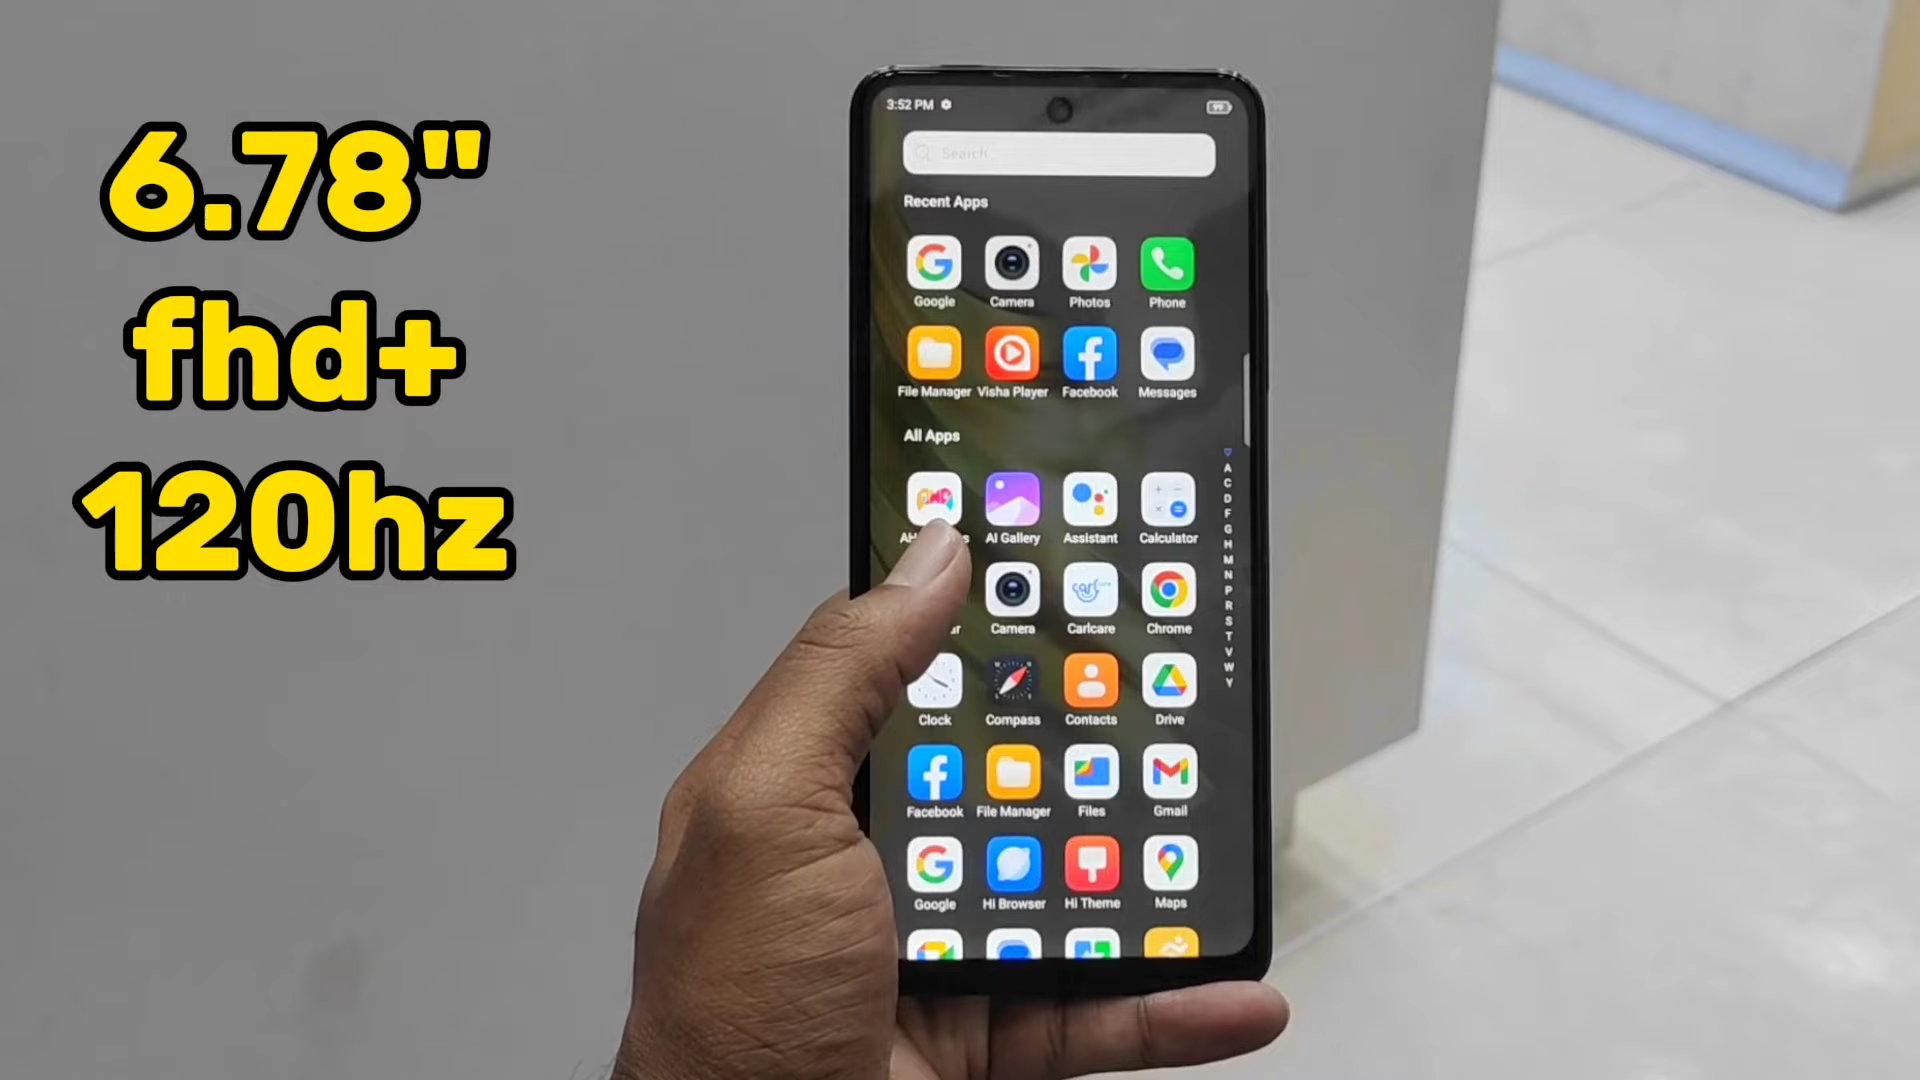 6.78"
fhd+
120hz
3:52 PM
99
Search
Recent Apps
Google Camera Photos Phone
File Manager Visha Player Facebook Messages
All Apps
AI Gallery Assistant Calculator
Camera Carlcare Chrome
Clock Compass Contacts Drive
Facebook File Manager Files Gmail
Google Hi Browser Hi Theme Maps
A
C
D
F
G
H
M
N
P
R
S
T
V
W
Y